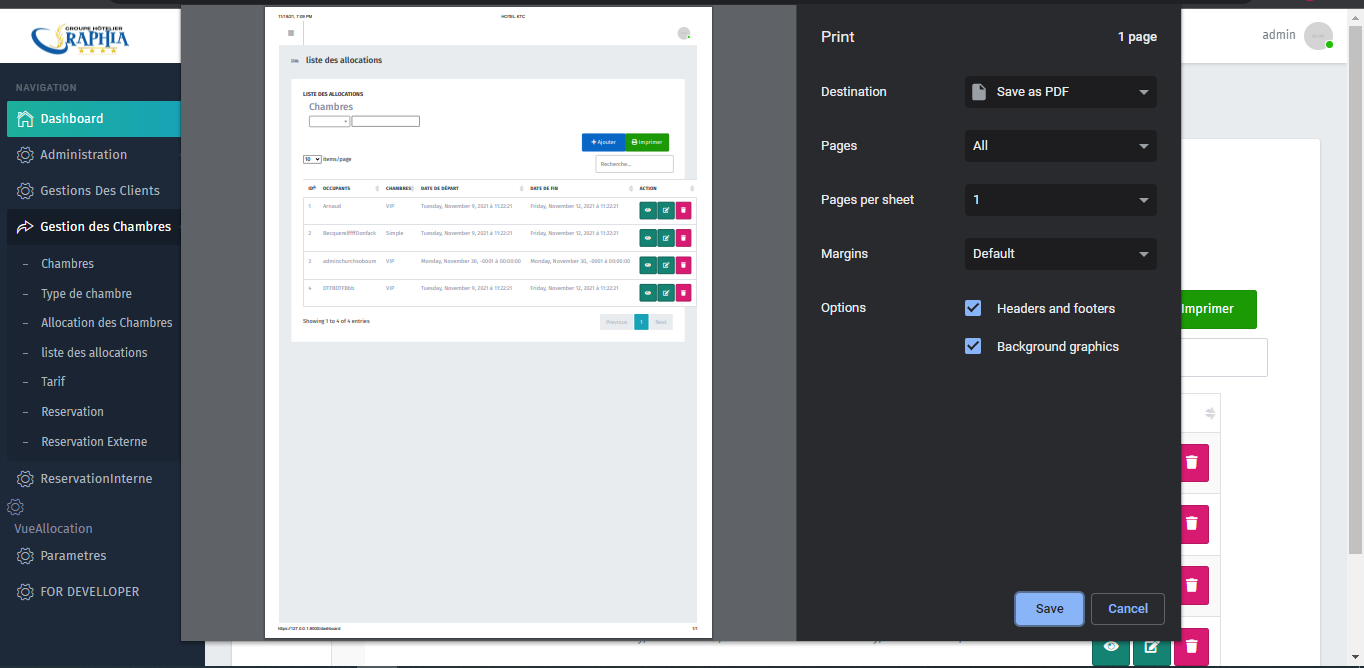 GROUPE HÔTELIER
RAPHIA
NAVIGATION
Dashboard
Administration
Gestions Des Clients
Gestion des Chambres
– Chambres
– Type de chambre
– Allocation des Chambres
– liste des allocations
– Tarif
– Reservation
– Reservation Externe
ReservationInterne
VueAllocation
Parametres
FOR DEVELLOPER
11/19/21, 7:09 PM HOTEL KTC
liste des allocations
LISTE DES ALLOCATIONS
Chambres
+ Ajouter Imprimer
10 items/page
Recherche...
ID OCCUPANTS CHAMBRES DATE DE DÉPART DATE DE FIN ACTION
1 Arnaud VIP Tuesday, November 9, 2021 à 11:22:21 Friday, November 12, 2021 à 11:22:21
2 BecquerelffffDonfack Simple Tuesday, November 9, 2021 à 11:22:21 Friday, November 12, 2021 à 11:22:21
3 adminchurchsoboum VIP Monday, November 30, -0001 à 00:00:00 Monday, November 30, -0001 à 00:00:00
4 VIP Tuesday, November 9, 2021 à 11:22:21 Friday, November 12, 2021 à 11:22:21
Showing 1 to 4 of 4 entries
Previous 1 Next
https://127.0.0.1:8000/dashboard 1/1
Print 1 page
Destination Save as PDF
Pages All
Pages per sheet 1
Margins Default
Options Headers and footers
Background graphics
Save Cancel
admin
Imprimer